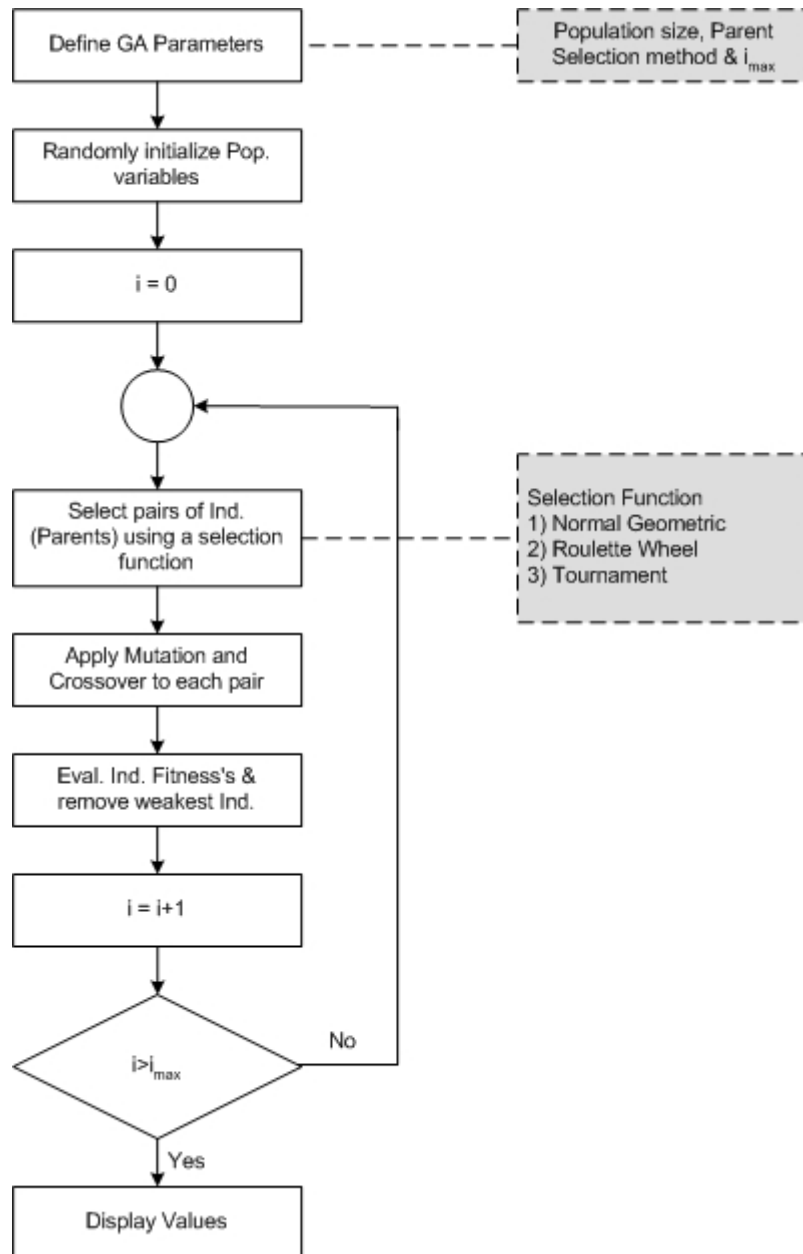 Define GA Parameters
Population size, Parent
Selection method & imax
Randomly initialize Pop.
variables
i = 0
Select pairs of Ind.
(Parents) using a selection
function
Selection Function
1) Normal Geometric
2) Roulette Wheel
3) Tournament
Apply Mutation and
Crossover to each pair
Eval. Ind. Fitness's &
remove weakest Ind.
i = i+1
i>imax
No
Yes
Display Values